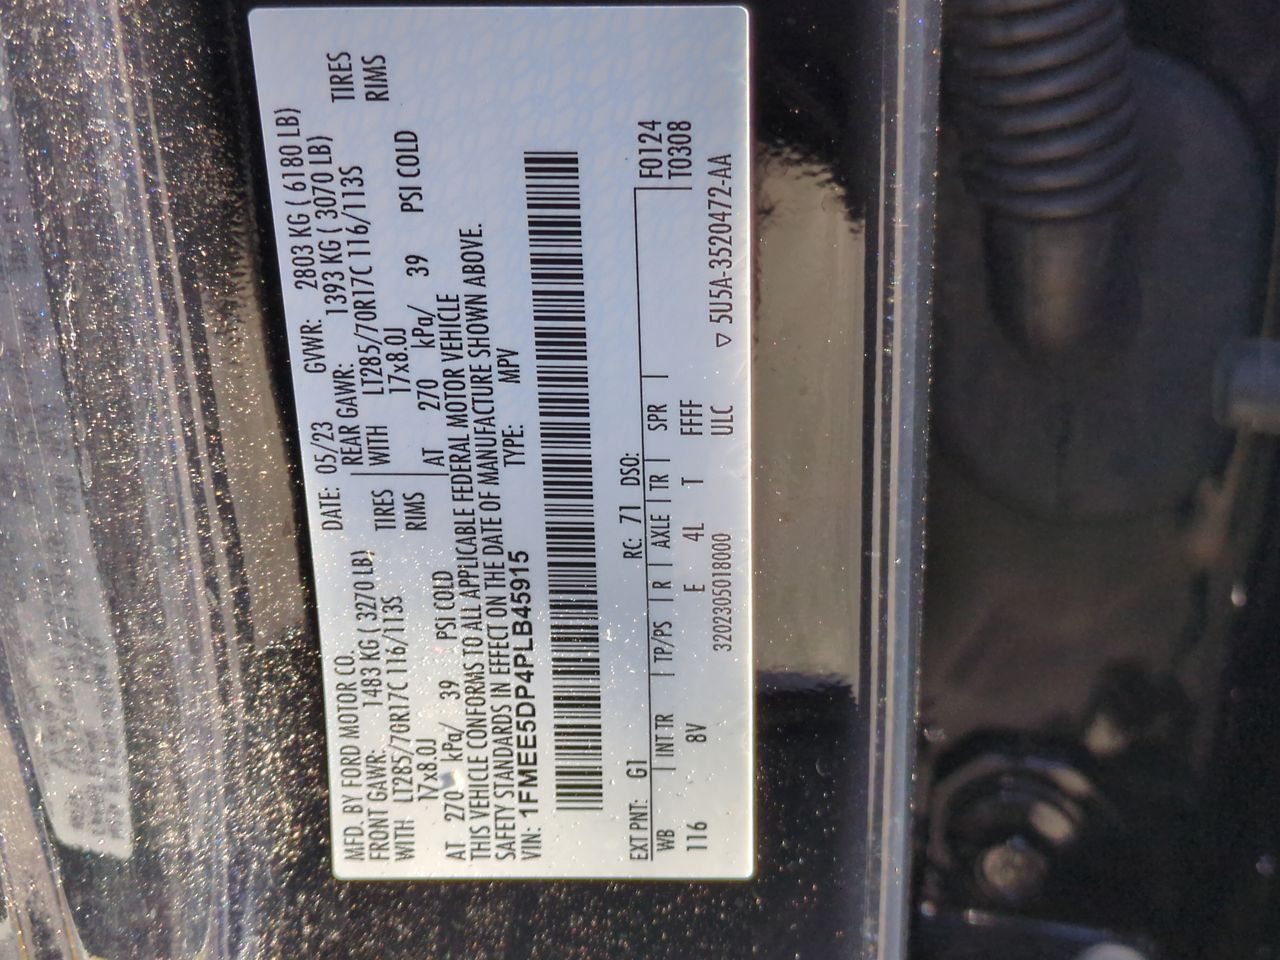 MFD. BY FORD MOTOR CO. DATE: 05/23 GVWR: 2803 KG ( 6180 LB)
FRONT GAWR: 1483 KG ( 3270 LB) REAR GAWR: 1393 KG ( 3070 LB)
WITH LT285/70R17C 116/113S TIRES WITH LT285/70R17C 116/113S TIRES
17x8.0J RIMS 17x8.0J RIMS
AT 270 kPa/ 39 PSI COLD AT 270 kPa/ 39 PSI COLD
THIS VEHICLE CONFORMS TO ALL APPLICABLE FEDERAL MOTOR VEHICLE
SAFETY STANDARDS IN EFFECT ON THE DATE OF MANUFACTURE SHOWN ABOVE.
VIN: 1FMEE5DP4PLB45915 TYPE: MPV
EXT PNT: G1 RC: 71 DSO: F0124
WB INT TR TP/PS R AXLE TR SPR T0308
116 8V E 4L T FFFF
3202305018000 ULC ▽ 5U5A-3520472-AA